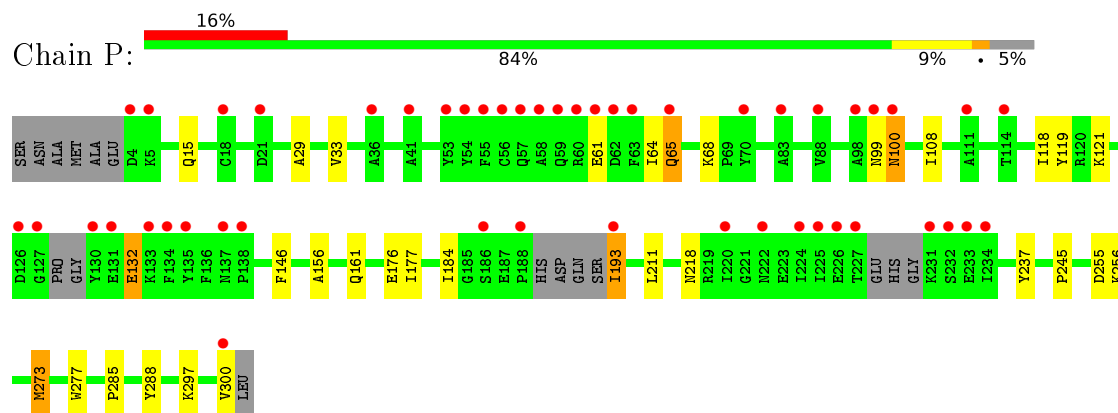 16%
Chain P:
84% 9% • 5%
SER ASN ALA MET ALA GLU D4 K5 Q15 C18 D21 A29 V33 A36 A41 Y53 Y54 F55 C56 Q57 A58 Q59 R60 E61 D62 F63 I64 Q65 K68 P69 Y70 A83 V88 A98 N99 N100 I108 A111 T114 I118 Y119 R120 K121
D126 G127 PRO GLY Y130 E131 E132 K133 F134 Y135 F136 N137 P138 F146 A156 Q161 E176 I177 I184 G185 S186 E187 P188 HIS ASP GLN SER I193 L211 N218 R219 I220 G221 N222 E223 I224 I225 E226 T227 GLU HIS GLY K231 S232 E233 I234 Y237 P245 D255 K256
M273 W277 P285 Y288 K297 V300 LEU